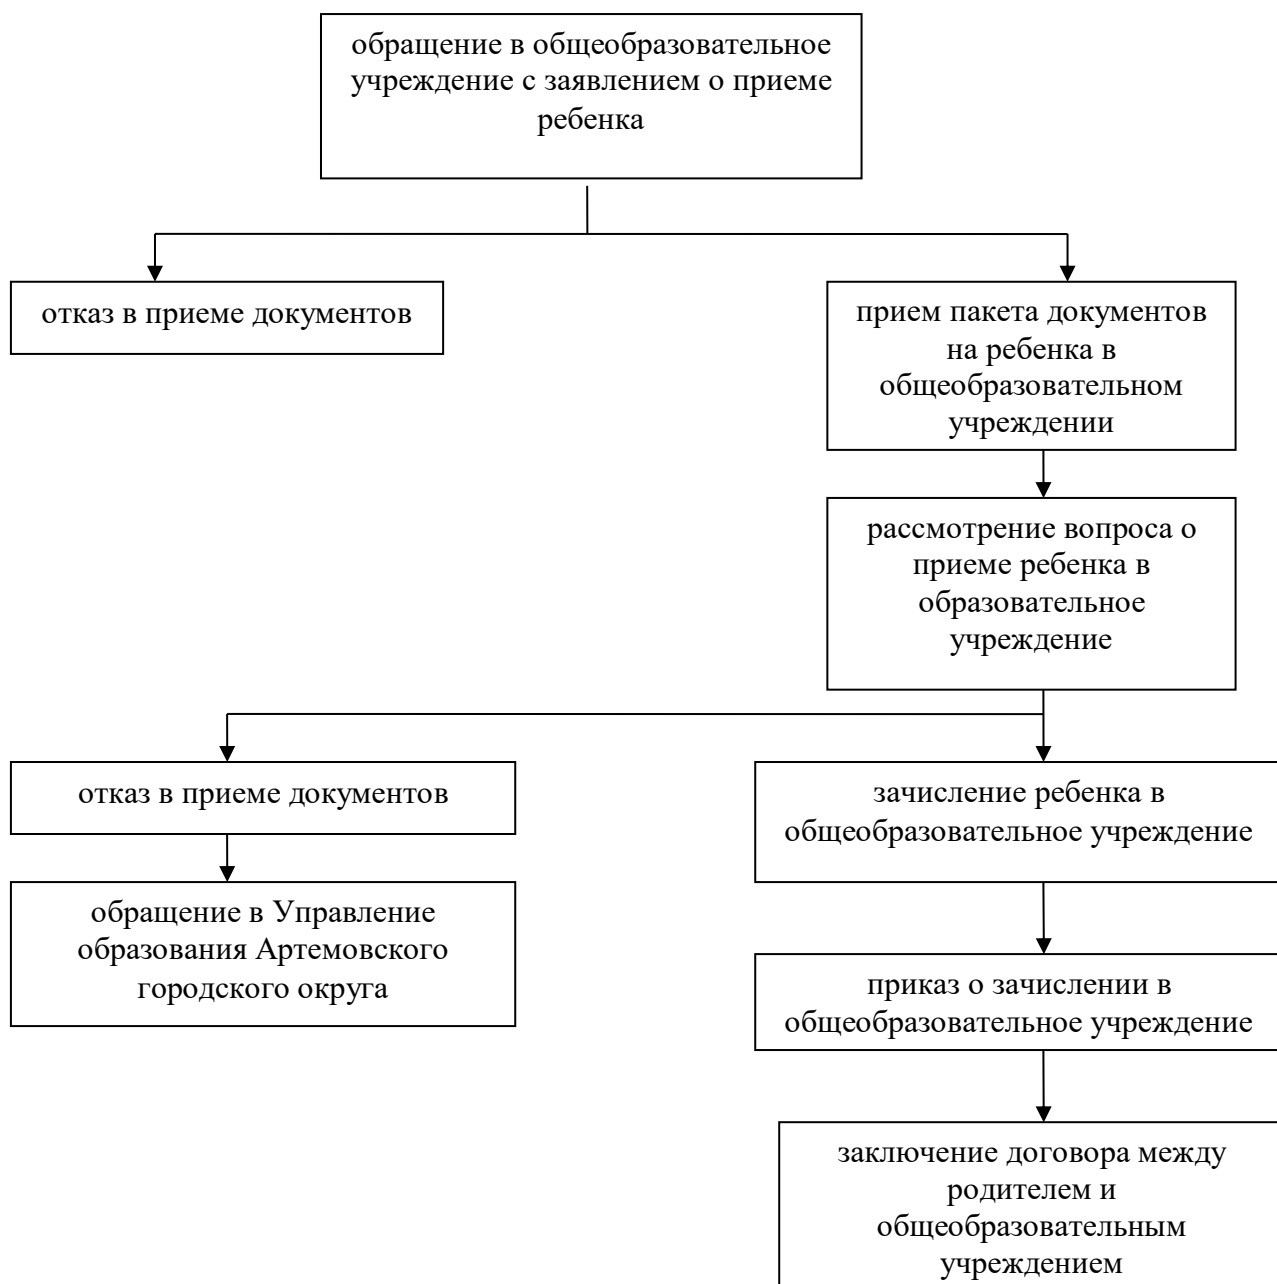 обращение в общеобразовательное
учреждение с заявлением о приеме
ребенка
отказ в приеме документов
прием пакета документов
на ребенка в
общеобразовательном
учреждении
рассмотрение вопроса о
приеме ребенка в
образовательное
учреждение
отказ в приеме документов
зачисление ребенка в
общеобразовательное учреждение
обращение в Управление
образования Артемовского
городского округа
приказ о зачислении в
общеобразовательное учреждение
заключение договора между
родителем и
общеобразовательным
учреждением